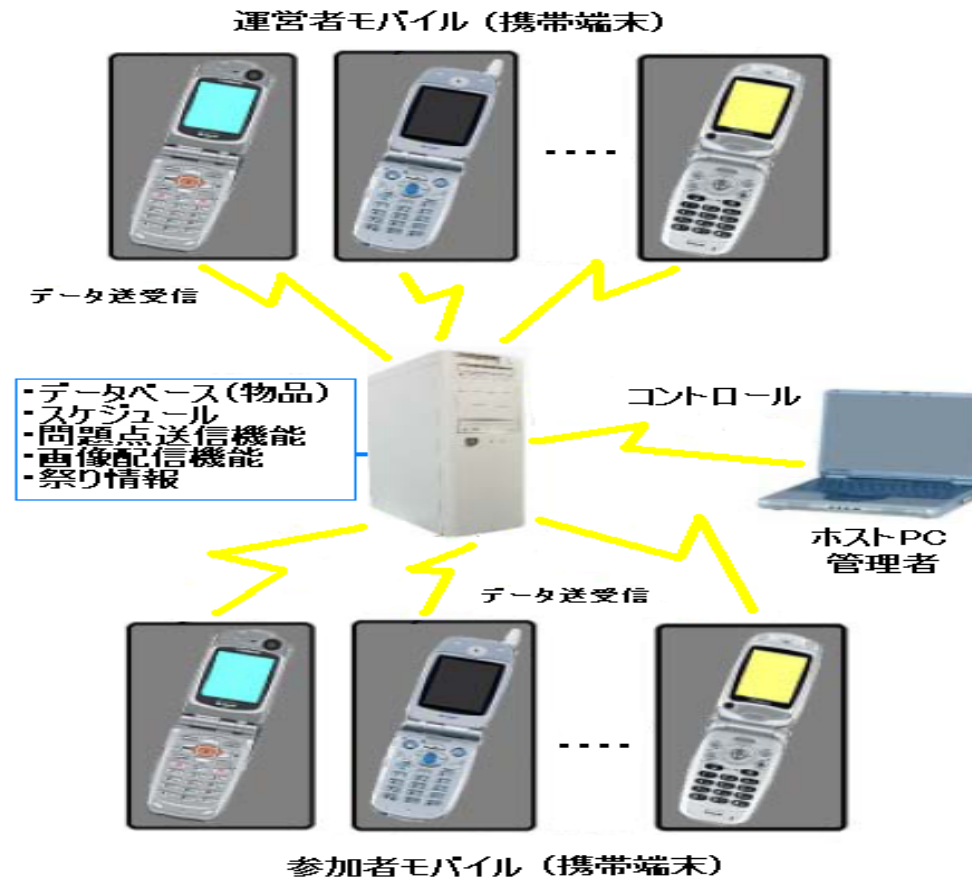 運営者モバイル（携帯端末）
‥‥
データ送受信
・データベース(物品)
・スケジュール
・問題点送信機能
・画像配信機能
・祭り情報
コントロール
ホストPC
管理者
データ送受信
‥‥
参加者モバイル（携帯端末）